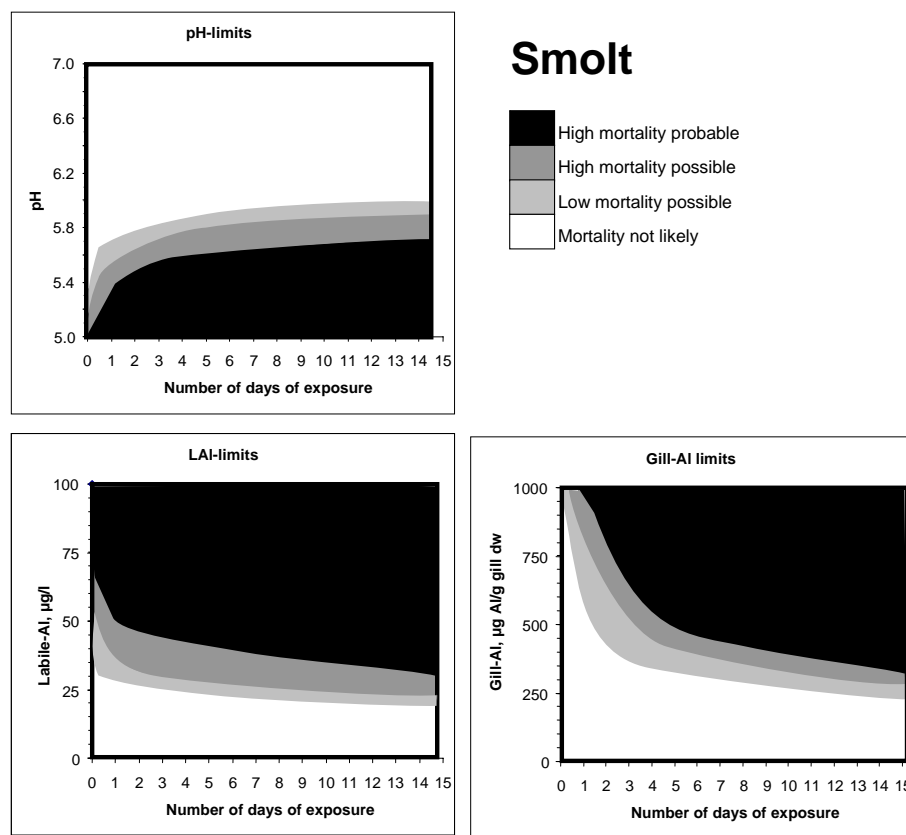 pH-limits
7.0
6.6
6.2
5.8
5.4
5.0
pH
0 1 2 3 4 5 6 7 8 9 10 11 12 13 14 15
Number of days of exposure
Smolt
High mortality probable
High mortality possible
Low mortality possible
Mortality not likely
LAl-limits
100
75
50
25
0
Labile-Al, µg/l
0 1 2 3 4 5 6 7 8 9 10 11 12 13 14 15
Number of days of exposure
Gill-Al limits
1000
750
500
250
0
Gill-Al, µg Al/g gill dw
0 1 2 3 4 5 6 7 8 9 10 11 12 13 14 15
Number of days of exposure